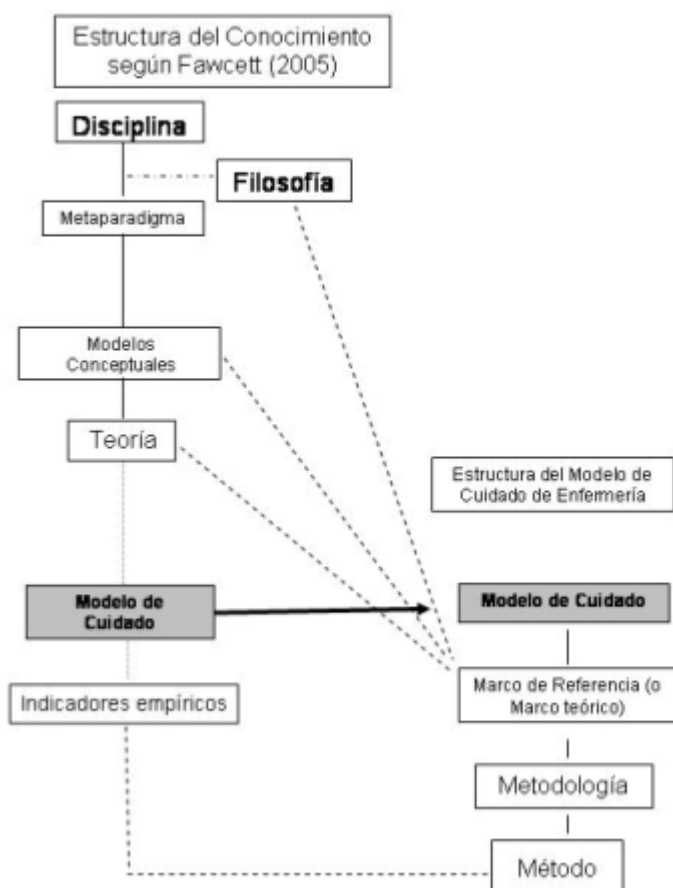 Estructura del Conocimiento
según Fawcett (2005)
Disciplina
Filosofía
Metaparadigma
Modelos
Conceptuales
Teoría
Estructura del Modelo de
Cuidado de Enfermería
Modelo de
Cuidado
Modelo de Cuidado
Marco de Referencia (o
Marco teórico)
Indicadores empíricos
Metodología
Método